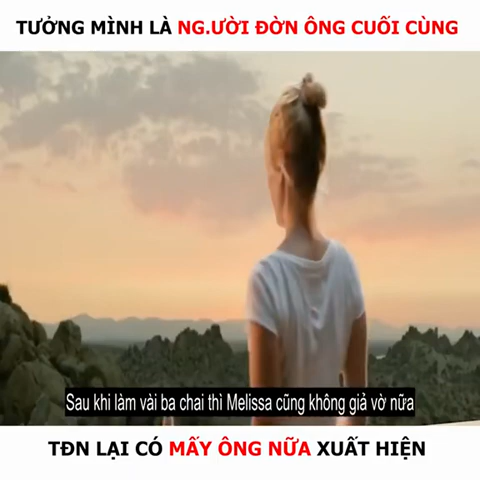 TƯỞNG MÌNH LÀ NG.ƯỜI ĐỜN ÔNG CUỐI CÙNG
Sau khi làm vài ba chai thì Melissa cũng không giả vờ nữa
TĐN LẠI CÓ MẤY ÔNG NỮA XUẤT HIỆN